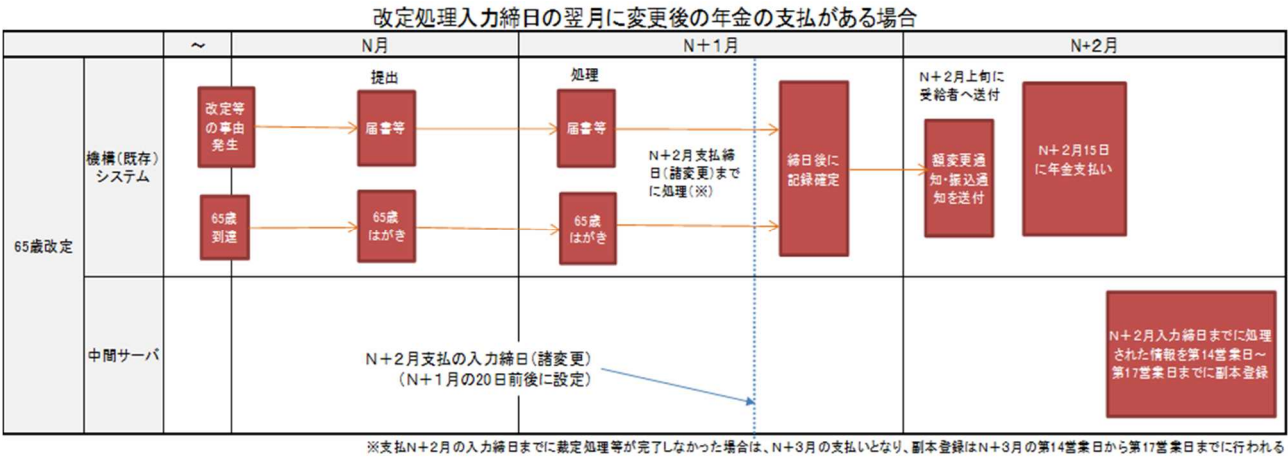 改定処理入力締日の翌月に変更後の年金の支払がある場合
～
N月
N＋1月
N+2月
65歳改定
機構（既存）
システム
提出
処理
改定等
の事由
発生
届書等
届書等
N＋2月支払締
日（諸変更）まで
に処理（※）
締日後に
記録確定
N＋2月上旬に
受給者へ送付
額変更通
知・振込通
知を送付
N＋2月15日
に年金支払い
65歳
到達
65歳
はがき
65歳
はがき
中間サーバ
N＋2月支払の入力締日（諸変更）
（N＋1月の20日前後に設定）
N＋2月入力締日までに処理
された情報を第14営業日～
第17営業日までに副本登録
※支払N＋2月の入力締日までに裁定処理等が完了しなかった場合は、N＋3月の支払いとなり、副本登録はN＋3月の第14営業日から第17営業日までに行われる